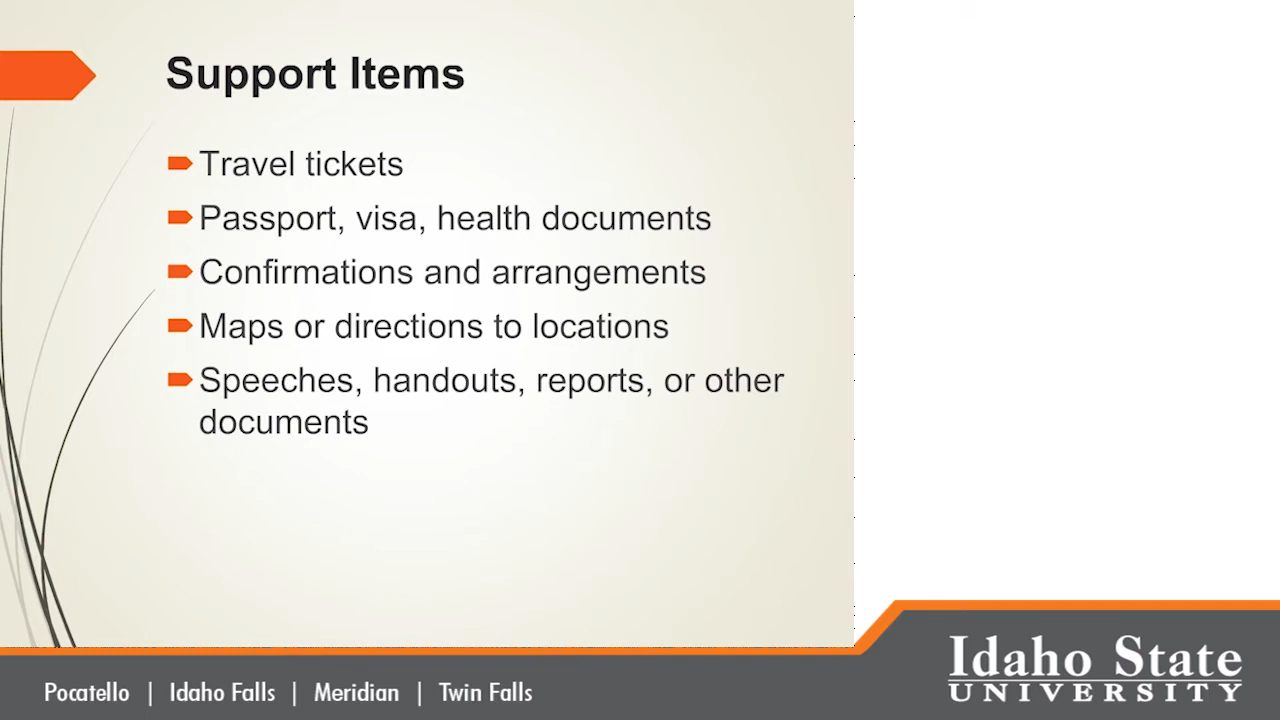 Support Items
Travel tickets
Passport, visa, health documents
Confirmations and arrangements
Maps or directions to locations
Speeches, handouts, reports, or other
documents
Pocatello | Idaho Falls | Meridian | Twin Falls
Idaho State
UNIVERSITY